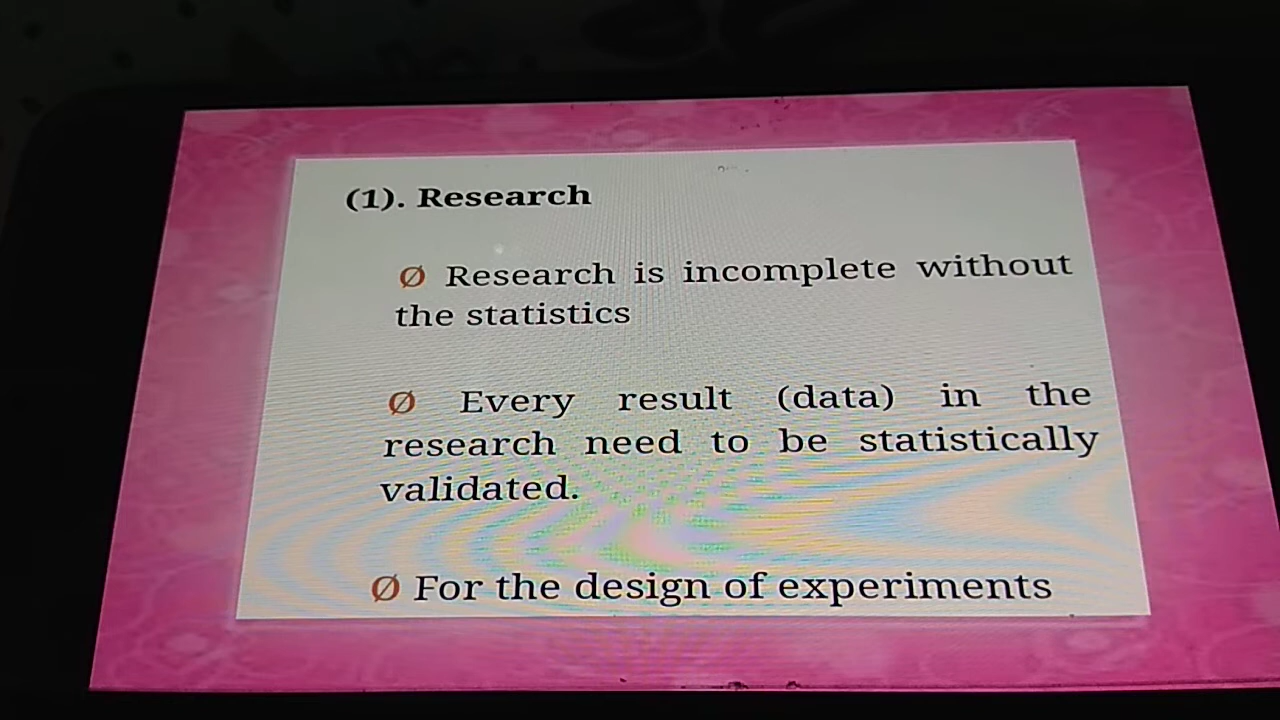 (1). Research
Ø Research is incomplete without
the statistics
Ø Every result (data) in the
research need to be statistically
validated.
Ø For the design of experiments